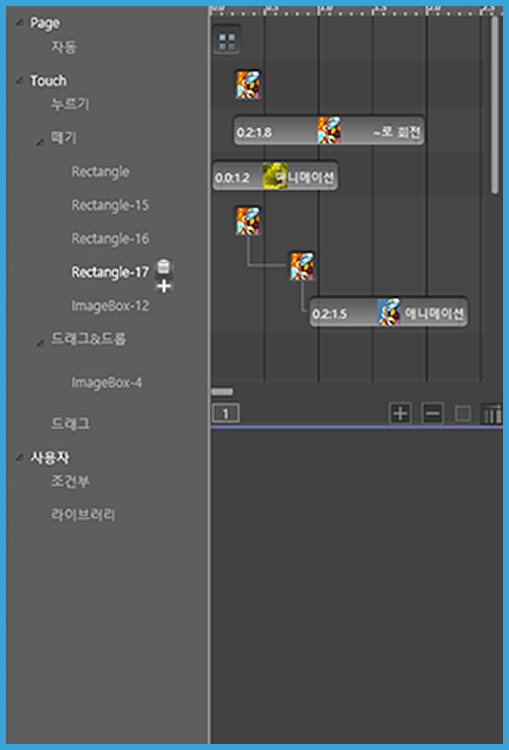 Page
자동
Touch
누르기
떼기
Rectangle
Rectangle-15
Rectangle-16
Rectangle-17
ImageBox-12
드래그&드롭
ImageBox-4
드래그
사용자
조건부
라이브러리
0.0 0.5 1.0 1.5 2.0 2.5
0.2:1.8 ~로 회전
0.0:1.2 애니메이션
0.2:1.5 애니메이션
1